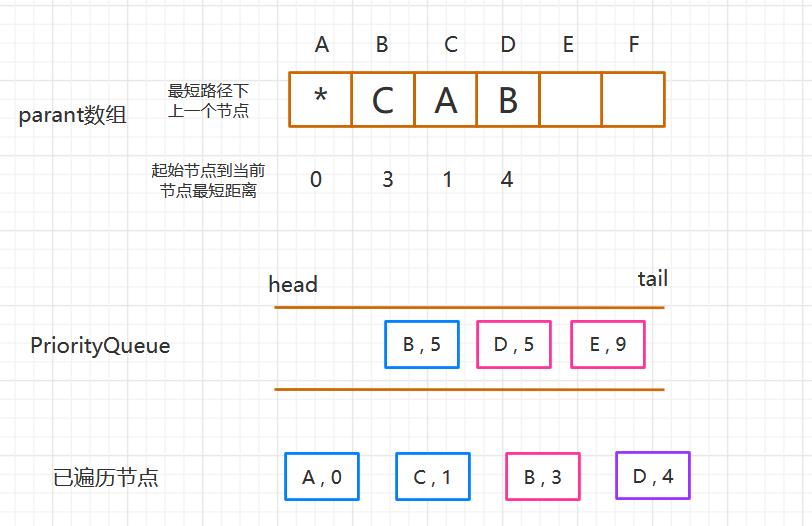 A B C D E F
最短路径下
上一个节点
parant数组
* C A B
起始节点到当前
节点最短距离
0 3 1 4
head
tail
PriorityQueue
B , 5 D , 5 E , 9
已遍历节点
A , 0 C , 1 B , 3 D , 4